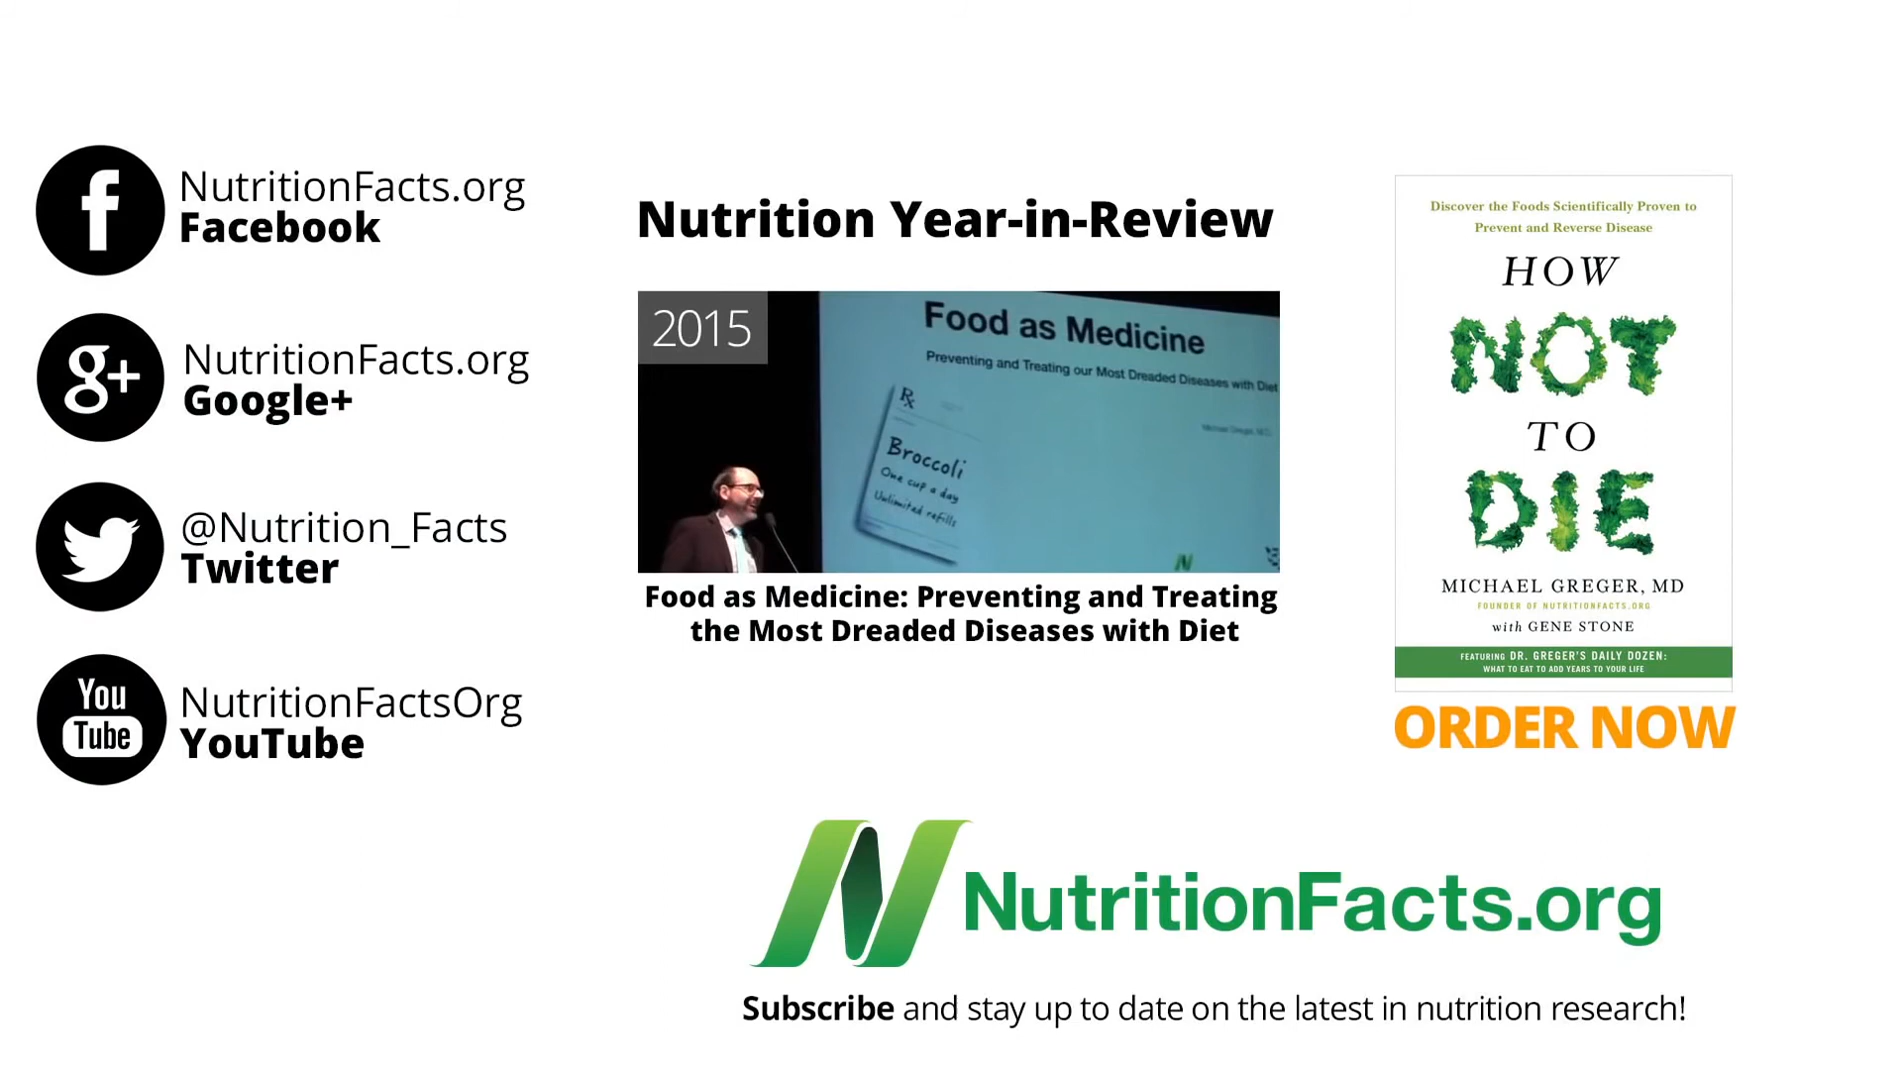 NutritionFacts.org
Facebook
NutritionFacts.org
Google+
@Nutrition_Facts
Twitter
You
Tube
NutritionFactsOrg
YouTube
Nutrition Year-in-Review
2015
Food as Medicine
Preventing and Treating our Most Dreaded Diseases with Diet
Rx
Broccoli
One cup a day
Unlimited refills
Food as Medicine: Preventing and Treating
the Most Dreaded Diseases with Diet
Discover the Foods Scientifically Proven to
Prevent and Reverse Disease
HOW
NOT
TO
DIE
MICHAEL GREGER, MD
FOUNDER OF NUTRITIONFACTS.ORG
with GENE STONE
FEATURING DR. GREGER'S DAILY DOZEN:
WHAT TO EAT TO ADD YEARS TO YOUR LIFE
ORDER NOW
NutritionFacts.org
Subscribe and stay up to date on the latest in nutrition research!